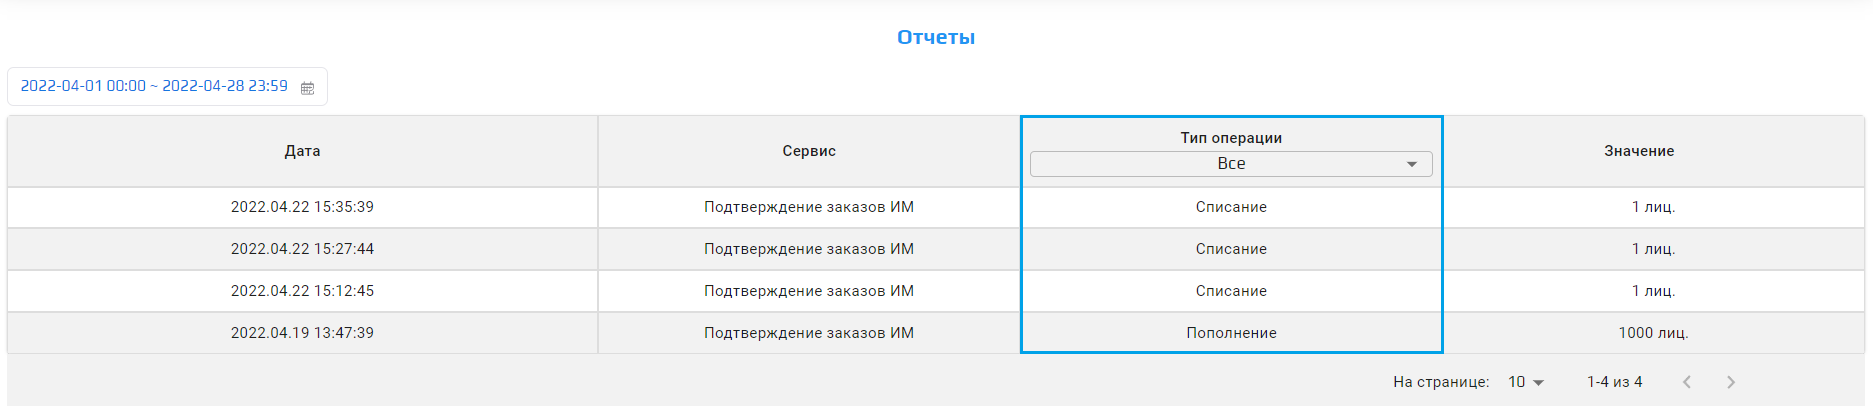 Отчеты
2022-04-01 00:00 ~ 2022-04-28 23:59
Дата Сервис Тип операции Значение
Все
2022.04.22 15:35:39 Подтверждение заказов ИМ Списание 1 лиц.
2022.04.22 15:27:44 Подтверждение заказов ИМ Списание 1 лиц.
2022.04.22 15:12:45 Подтверждение заказов ИМ Списание 1 лиц.
2022.04.19 13:47:39 Подтверждение заказов ИМ Пополнение 1000 лиц.
На странице: 10 1-4 из 4